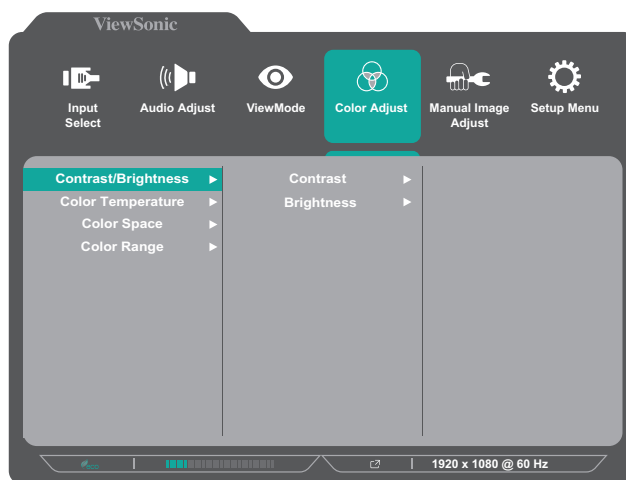 ViewSonic
Input Select
Audio Adjust
ViewMode
Color Adjust
Manual Image Adjust
Setup Menu
Contrast/Brightness
Contrast
Color Temperature
Brightness
Color Space
Color Range
eco
1920 x 1080 @ 60 Hz